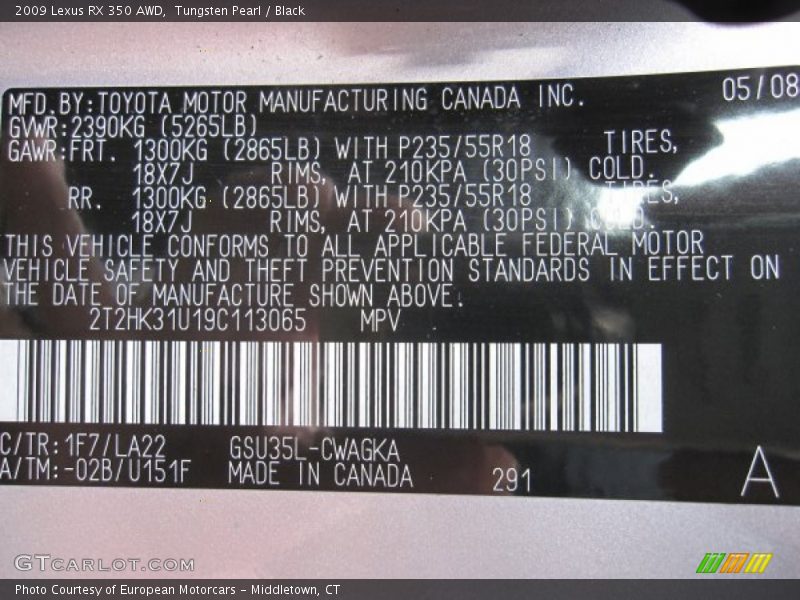 2009 Lexus RX 350 AWD,  Tungsten Pearl / Black
MFD.BY:TOYOTA MOTOR MANUFACTURING CANADA INC.   05/08
GVWR:2390KG (5265LB)
GAWR:FRT. 1300KG (2865LB) WITH P235/55R18 TIRES,
18X7J RIMS, AT 210KPA (30PSI) COLD.
RR. 1300KG (2865LB) WITH P235/55R18 TIRES,
18X7J RIMS, AT 210KPA (30PSI) COLD.
THIS VEHICLE CONFORMS TO ALL APPLICABLE FEDERAL MOTOR
VEHICLE SAFETY AND THEFT PREVENTION STANDARDS IN EFFECT ON
THE DATE OF MANUFACTURE SHOWN ABOVE.
2T2HK31U19C113065 MPV
C/TR:1F7/LA22 GSU35L-CWAGKA
A/TM:-02B/U151F MADE IN CANADA 291 A
GTCARLOT.COM
Photo Courtesy of European Motorcars - Middletown, CT